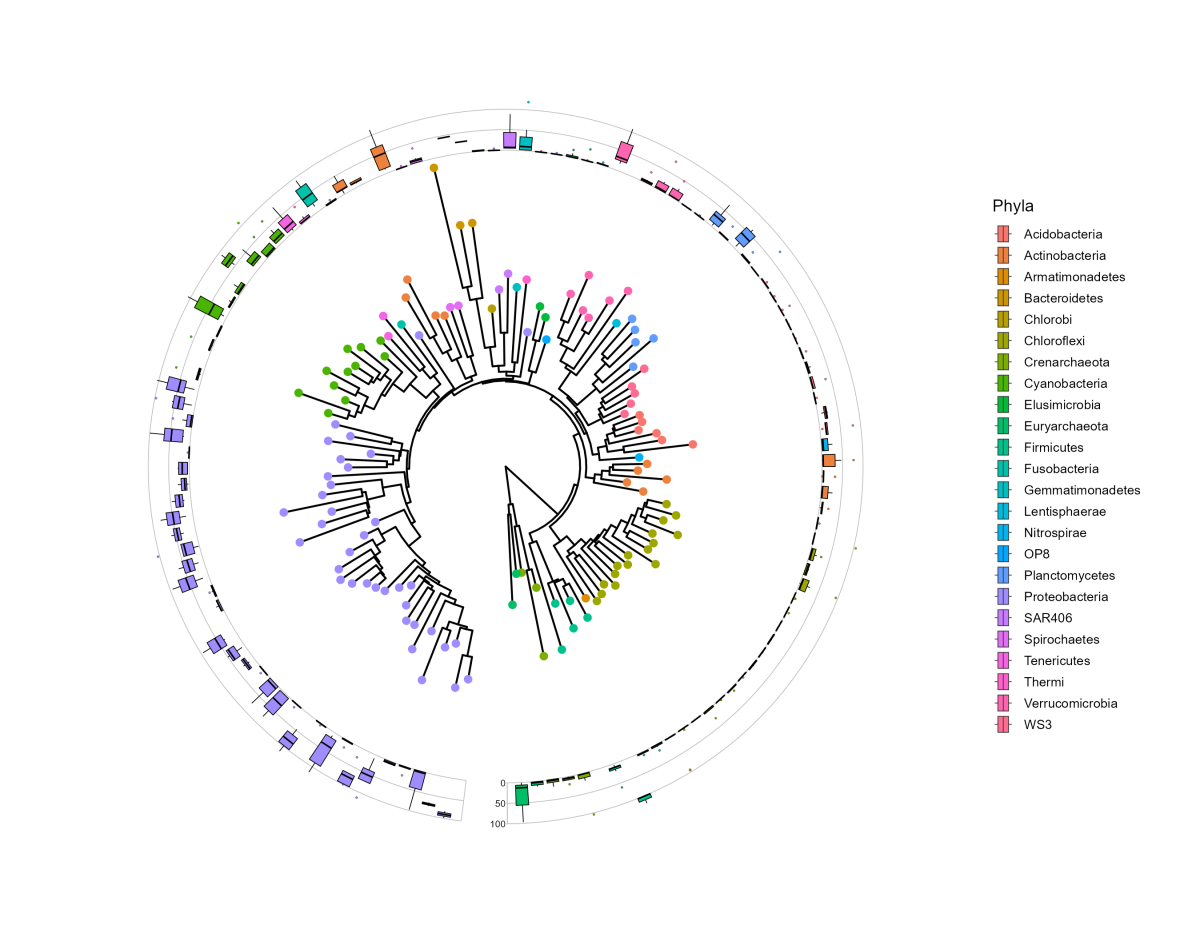 Phyla
Acidobacteria
Actinobacteria
Armatimonadetes
Bacteroidetes
Chlorobi
Chloroflexi
Crenarchaeota
Cyanobacteria
Elusimicrobia
Euryarchaeota
Firmicutes
Fusobacteria
Gemmatimonadetes
Lentisphaerae
Nitrospirae
OP8
Planctomycetes
Proteobacteria
SAR406
Spirochaetes
Tenericutes
Thermi
Verrucomicrobia
WS3
0
50
100